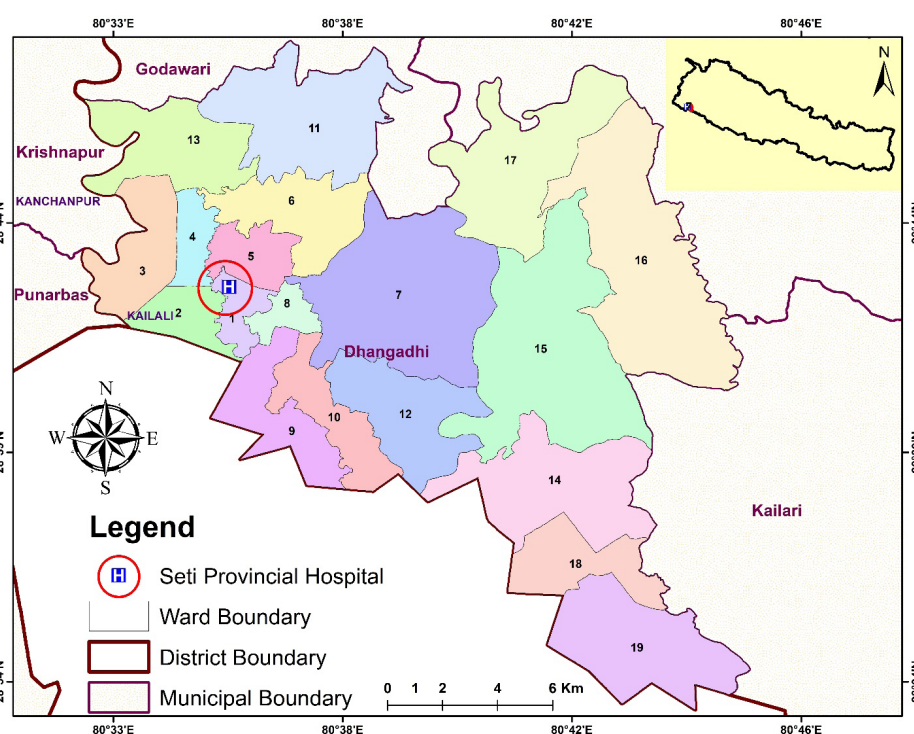 80°33'E 80°38'E 80°42'E 80°46'E
Godawari
N
11
13
17
Krishnapur
KANCHANPUR
6
4
5
16
3
H
7
Punarbas
KAILALI 2
1
8
Dhangadhi
15
N
W E
S
12
10
9
14
Kailari
Legend
H Seti Provincial Hospital
18
Ward Boundary
19
District Boundary
Municipal Boundary
0 1 2 4 6 Km
80°33'E 80°38'E 80°42'E 80°46'E